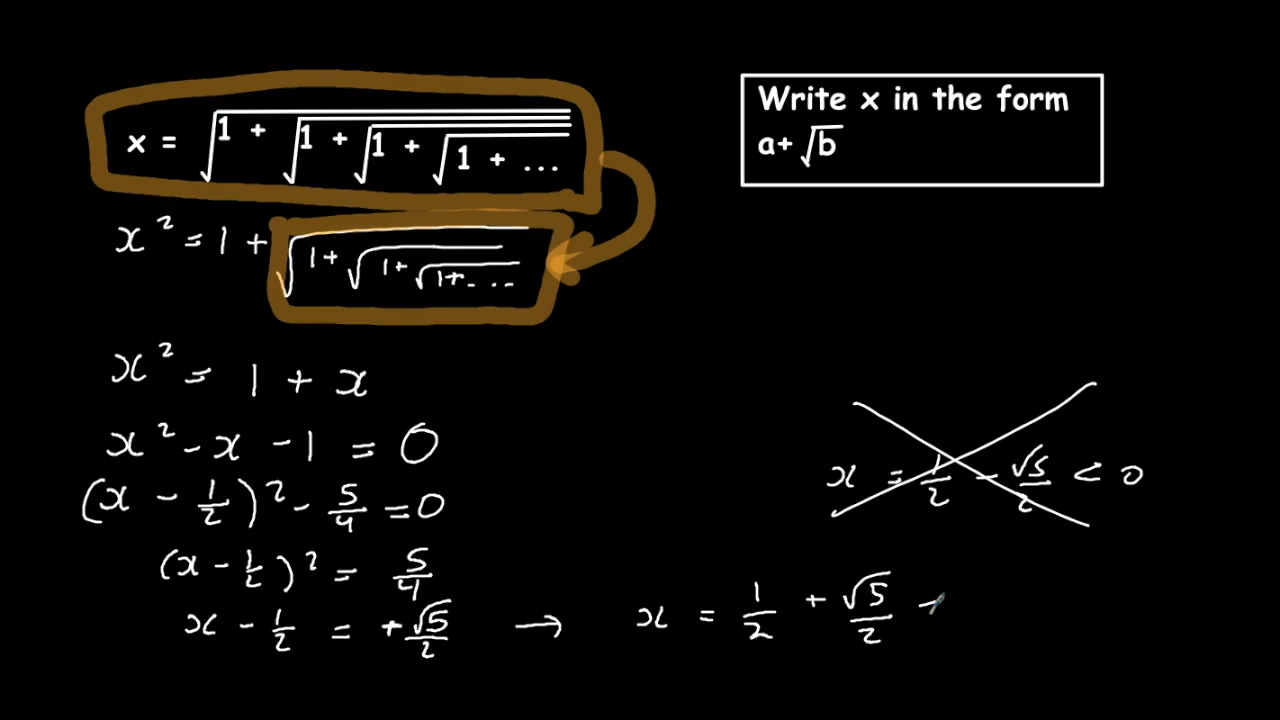 x = √(1 + √(1 + √(1 + √(1 + ...
Write x in the form
a+ √b
x² = 1 + √(1+ √(1+ √(1+...
x² = 1 + x
x² - x - 1 = 0
(x - 1/2)² - 5/4 = 0
x = 1/2 - √5/2 < 0
(x - 1/2)² = 5/4
x - 1/2 = + √5/2 → x = 1/2 + √5/2